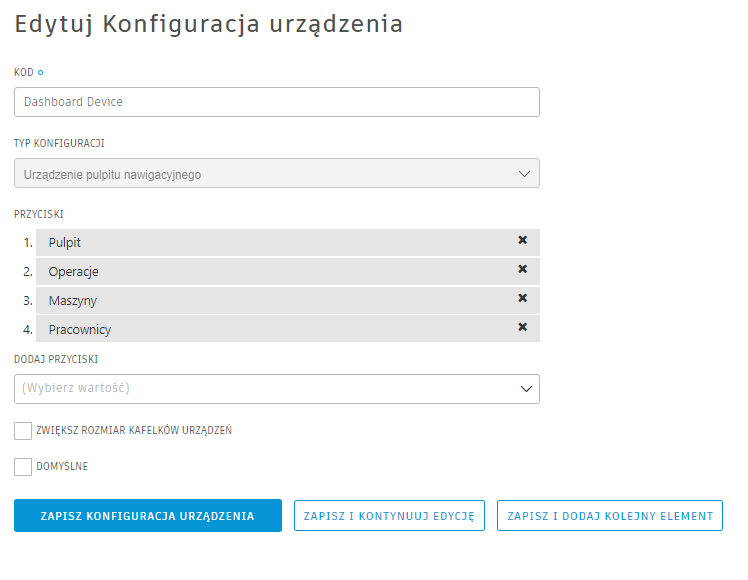 Edytuj Konfiguracja urządzenia
KOD
Dashboard Device
TYP KONFIGURACJI
Urządzenie pulpitu nawigacyjnego
PRZYCISKI
1. Pulpit
2. Operacje
3. Maszyny
4. Pracownicy
DODAJ PRZYCISKI
(Wybierz wartość)
ZWIĘKSZ ROZMIAR KAFELKÓW URZĄDZEŃ
DOMYŚLNE
ZAPISZ KONFIGURACJA URZĄDZENIA ZAPISZ I KONTYNUUJ EDYCJĘ ZAPISZ I DODAJ KOLEJNY ELEMENT